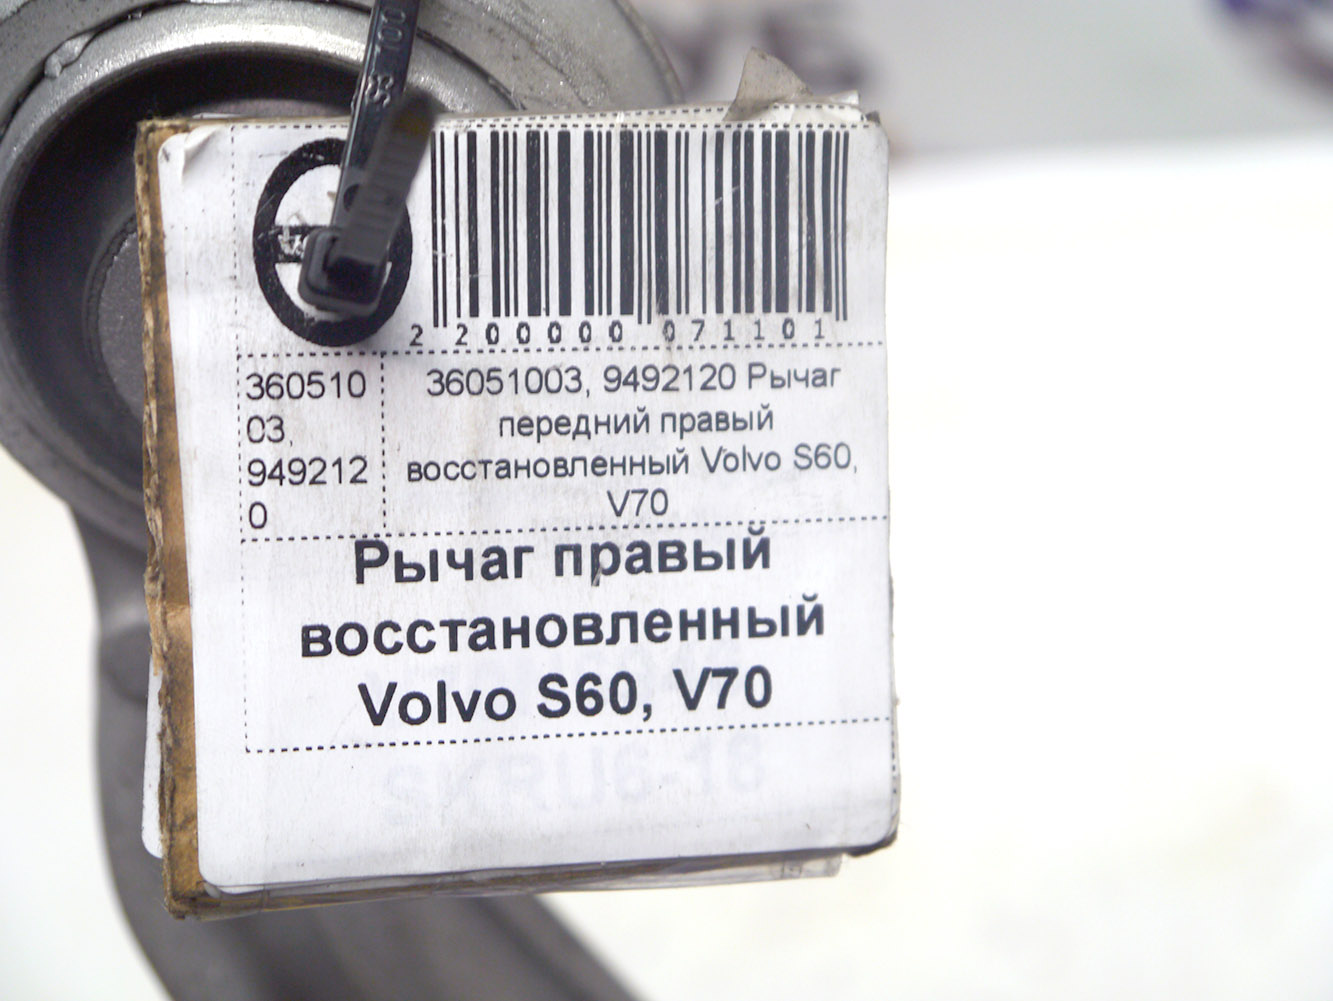 100
2 200000 071101
360510
03,
949212
0
36051003, 9492120 Рычаг
передний правый
восстановленный Volvo S60,
V70
Рычаг правый
восстановленный
Volvo S60, V70